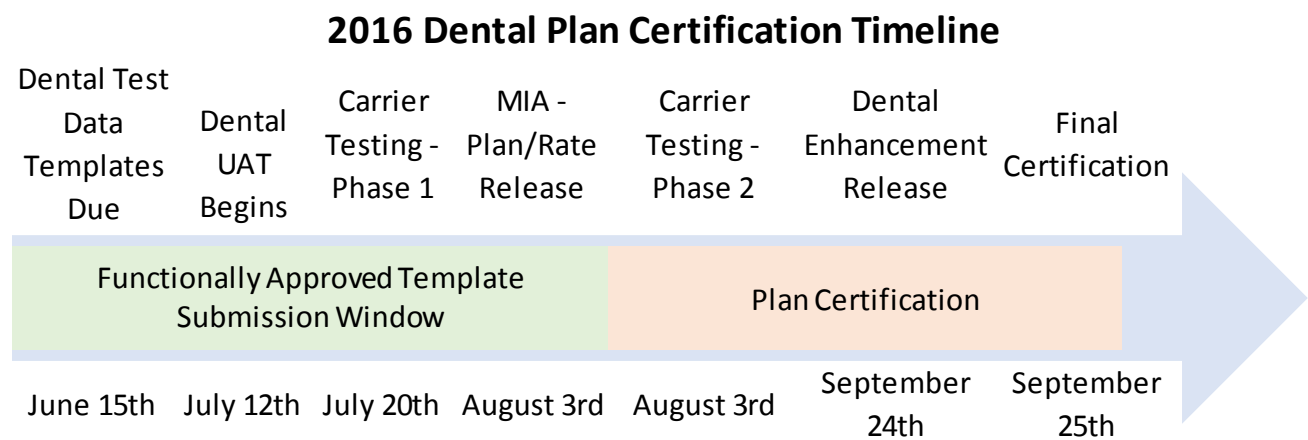 2016 Dental Plan Certification Timeline
Dental Test
Data
Templates
Due
Dental
UAT
Begins
Carrier
Testing -
Phase 1
MIA -
Plan/Rate
Release
Carrier
Testing -
Phase 2
Dental
Enhancement
Release
Final
Certification
Functionally Approved Template
Submission Window
Plan Certification
June 15th
July 12th
July 20th
August 3rd
August 3rd
September
24th
September
25th